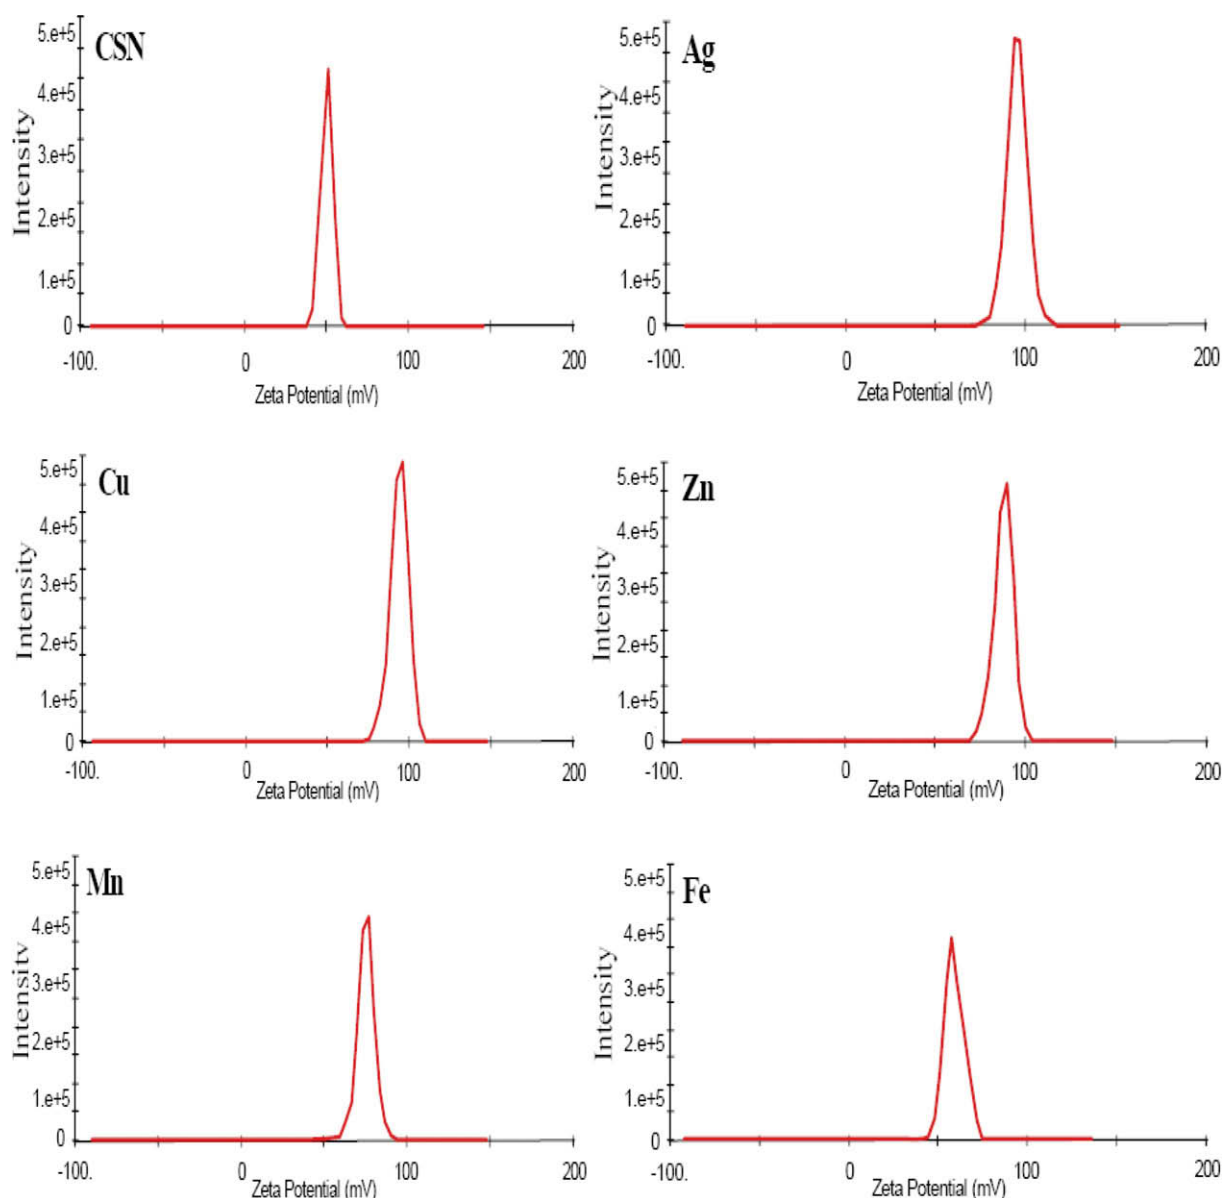 CSN
5.e+5
4.e+5
3.e+5
2.e+5
1.e+5
0
Intensity
-100. 0 100 200
Zeta Potential (mV)
Ag
5.e+5
4.e+5
3.e+5
2.e+5
1.e+5
0
Intensity
-100. 0 100 200
Zeta Potential (mV)
Cu
5.e+5
4.e+5
3.e+5
2.e+5
1.e+5
0
Intensity
-100. 0 100 200
Zeta Potential (mV)
Zn
5.e+5
4.e+5
3.e+5
2.e+5
1.e+5
0
Intensity
-100. 0 100 200
Zeta Potential (mV)
Mn
5.e+5
4.e+5
3.e+5
2.e+5
1.e+5
0
Intensity
-100. 0 100 200
Zeta Potential (mV)
Fe
5.e+5
4.e+5
3.e+5
2.e+5
1.e+5
0
Intensity
-100. 0 100 200
Zeta Potential (mV)